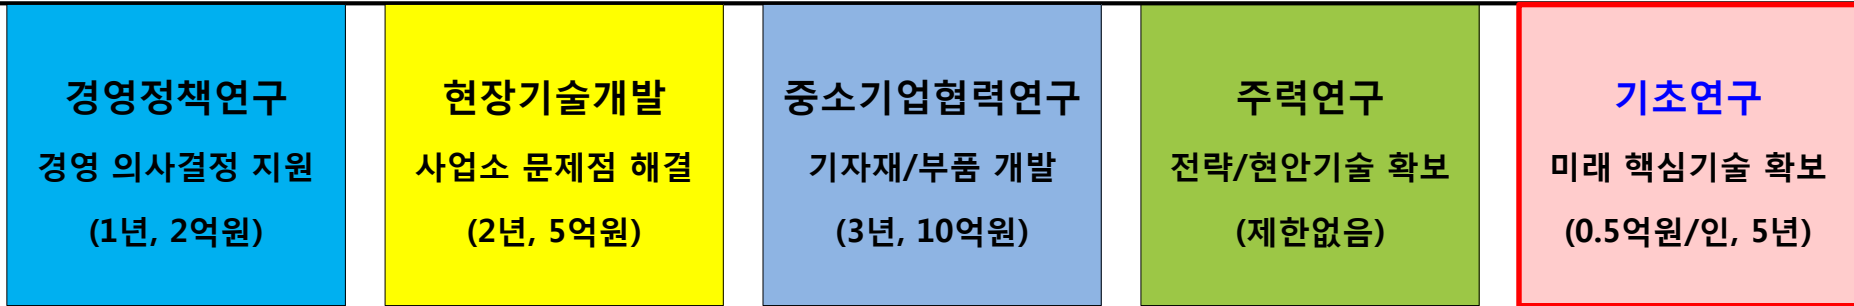 경영정책연구
경영 의사결정 지원
(1년, 2억원)
현장기술개발
사업소 문제점 해결
(2년, 5억원)
중소기업협력연구
기자재/부품 개발
(3년, 10억원)
주력연구
전략/현안기술 확보
(제한없음)
기초연구
미래 핵심기술 확보
(0.5억원/인, 5년)